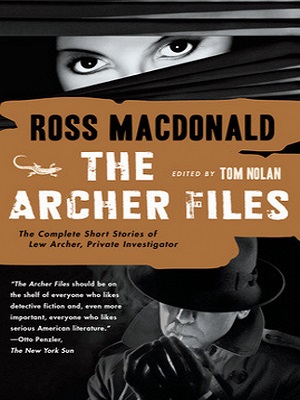 ROSS MACDONALD
THE
EDITED BY TOM NOLAN
ARCHER FILES
The Complete Short Stories of
Lew Archer, Private Investigator
"The Archer Files should be on
the shelf of everyone who likes
detective fiction and, even more
important, everyone who likes
serious American literature."
—Otto Penzler,
The New York Sun